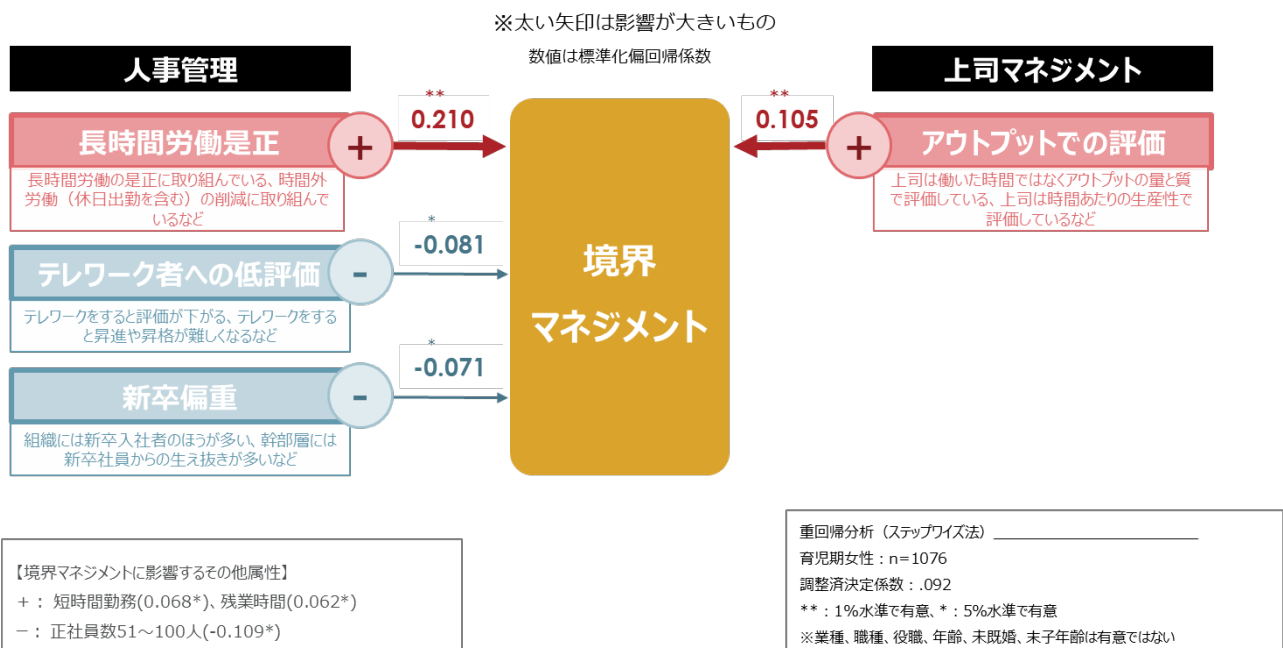 ※太い矢印は影響が大きいもの
数値は標準化偏回帰係数
人事管理
上司マネジメント
**
0.210
**
0.105
長時間労働是正
+
+
アウトプットでの評価
長時間労働の是正に取り組んでいる、時間外
労働（休日出勤を含む）の削減に取り組んで
いるなど
上司は働いた時間ではなくアウトプットの量と質
で評価している、上司は時間あたりの生産性で
評価しているなど
*
-0.081
テレワーク者への低評価
-
テレワークをすると評価が下がる、テレワークをする
と昇進や昇格が難しくなるなど
境界
マネジメント
*
-0.071
新卒偏重
-
組織には新卒入社者のほうが多い、幹部層には
新卒社員からの生え抜きが多いなど
【境界マネジメントに影響するその他属性】
+： 短時間勤務(0.068*)、残業時間(0.062*)
−： 正社員数51～100人(-0.109*)
重回帰分析（ステップワイズ法）
育児期女性：n=1076
調整済決定係数：.092
**：1%水準で有意、*：5%水準で有意
※業種、職種、役職、年齢、未既婚、末子年齢は有意ではない